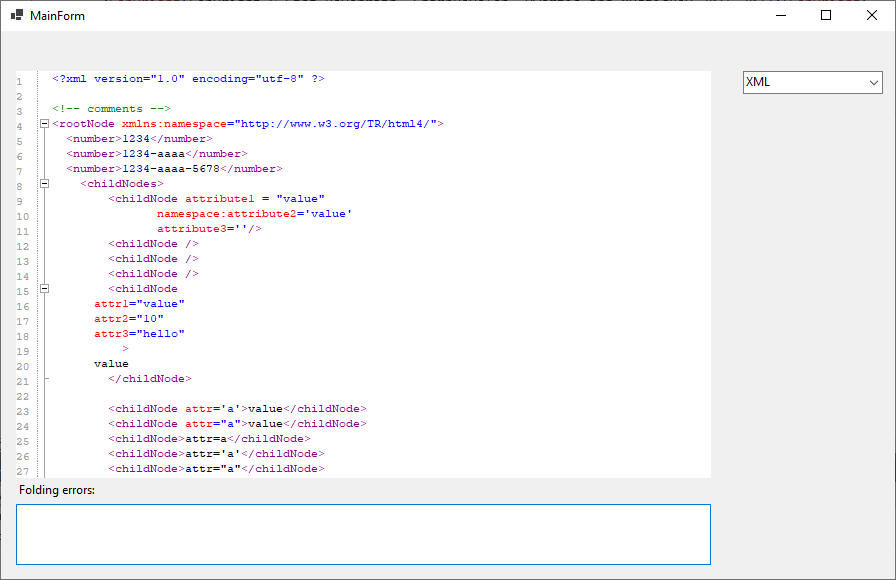 MainForm
XML
1 <?xml version="1.0" encoding="utf-8" ?>
2
3 <!-- comments -->
4 <rootNode xmlns:namespace="http://www.w3.org/TR/html4/">
5 <number>1234</number>
6 <number>1234-aaaa</number>
7 <number>1234-aaaa-5678</number>
8 <childNodes>
9 <childNode attribute1 = "value"
10 namespace:attribute2='value'
11 attribute3=''/>
12 <childNode />
13 <childNode />
14 <childNode />
15 <childNode
16 attr1="value"
17 attr2="10"
18 attr3="hello"
19 >
20 value
21 </childNode>
22
23 <childNode attr='a'>value</childNode>
24 <childNode attr="a">value</childNode>
25 <childNode>attr=a</childNode>
26 <childNode>attr='a'</childNode>
27 <childNode>attr="a"</childNode>
Folding errors: